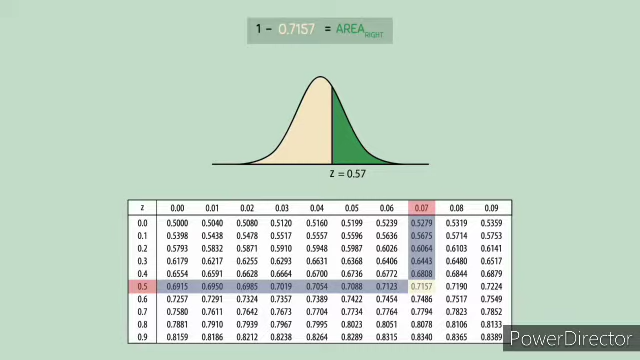 1 - 0.7157 = AREA RIGHT
z = 0.57
z 0.00 0.01 0.02 0.03 0.04 0.05 0.06 0.07 0.08 0.09
0.0 0.5000 0.5040 0.5080 0.5120 0.5160 0.5199 0.5239 0.5279 0.5319 0.5359
0.1 0.5398 0.5438 0.5478 0.5517 0.5557 0.5596 0.5636 0.5675 0.5714 0.5753
0.2 0.5793 0.5832 0.5871 0.5910 0.5948 0.5987 0.6026 0.6064 0.6103 0.6141
0.3 0.6179 0.6217 0.6255 0.6293 0.6331 0.6368 0.6406 0.6443 0.6480 0.6517
0.4 0.6554 0.6591 0.6628 0.6664 0.6700 0.6736 0.6772 0.6808 0.6844 0.6879
0.5 0.6915 0.6950 0.6985 0.7019 0.7054 0.7088 0.7123 0.7157 0.7190 0.7224
0.6 0.7257 0.7291 0.7324 0.7357 0.7389 0.7422 0.7454 0.7486 0.7517 0.7549
0.7 0.7580 0.7611 0.7642 0.7673 0.7704 0.7734 0.7764 0.7794 0.7823 0.7852
0.8 0.7881 0.7910 0.7939 0.7967 0.7995 0.8023 0.8051 0.8078 0.8106 0.8133
0.9 0.8159 0.8186 0.8212 0.8238 0.8264 0.8289 0.8315 0.8340 0.8365 0.8389
PowerDirector